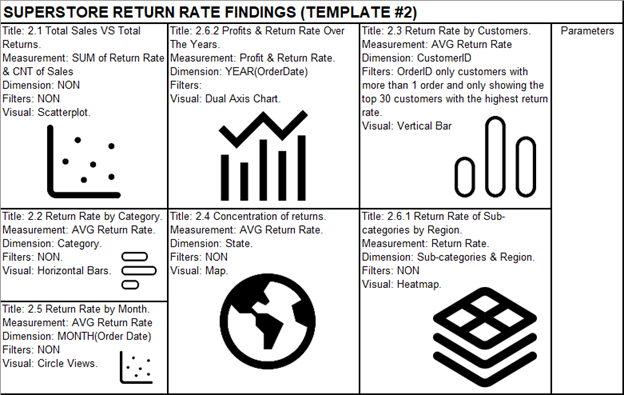 SUPERSTORE RETURN RATE FINDINGS (TEMPLATE #2)
Title: 2.1 Total Sales VS Total
Returns.
Measurement: SUM of Return Rate
& CNT of Sales
Dimension: NON
Filters: NON
Visual: Scatterplot.
Title: 2.6.2 Profits & Return Rate Over
The Years.
Measurement: Profit & Return Rate.
Dimension: YEAR(OrderDate)
Filters:
Visual: Dual Axis Chart.
Title: 2.3 Return Rate by Customers.
Measurement: AVG Return Rate
Dimension: CustomerID
Filters: OrderID only customers with
more than 1 order and only showing the
top 30 customers with the highest return
rate.
Visual: Vertical Bar
Parameters
Title: 2.2 Return Rate by Category.
Measurement: AVG Return Rate.
Dimension: Category.
Filters: NON.
Visual: Horizontal Bars.
Title: 2.4 Concentration of returns.
Measurement: AVG Return Rate.
Dimension: State.
Filters: NON
Visual: Map.
Title: 2.6.1 Return Rate of Sub-
categories by Region.
Measurement: Return Rate.
Dimension: Sub-categories & Region.
Filters: NON
Visual: Heatmap.
Title: 2.5 Return Rate by Month.
Measurement: AVG Return Rate
Dimension: MONTH(Order Date)
Filters: NON
Visual: Circle Views.